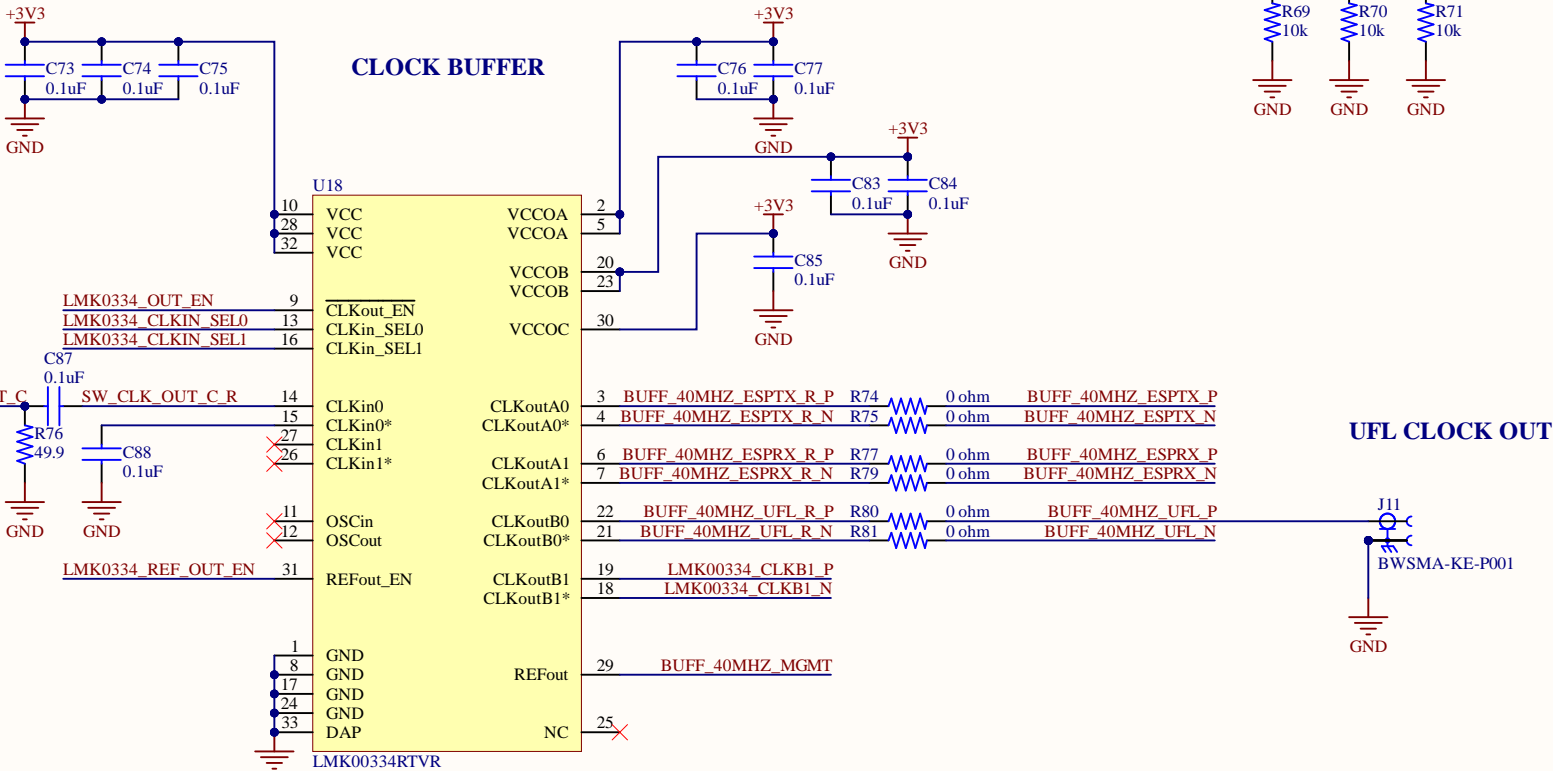 +3V3
+3V3
R69
10k
R70
10k
R71
10k
CLOCK BUFFER
C73
0.1uF
C74
0.1uF
C75
0.1uF
C76
0.1uF
C77
0.1uF
GND
GND
GND
GND
GND
+3V3
C83
0.1uF
C84
0.1uF
GND
+3V3
C85
0.1uF
GND
U18
10 VCC
28 VCC
32 VCC
VCCOA 2
VCCOA 5
VCCOB 20
VCCOB 23
VCCOC 30
LMK0334_OUT_EN 9 CLKout_EN
LMK0334_CLKIN_SEL0 13 CLKin_SEL0
LMK0334_CLKIN_SEL1 16 CLKin_SEL1
C87
0.1uF
T_C SW_CLK_OUT_C_R 14 CLKin0
15 CLKin0*
27 CLKin1
26 CLKin1*
R76
49.9
GND
C88
0.1uF
GND
11 OSCin
12 OSCout
LMK0334_REF_OUT_EN 31 REFout_EN
1 GND
8 GND
17 GND
24 GND
33 DAP
CLKoutA0 3 BUFF_40MHZ_ESPTX_R_P R74 0 ohm BUFF_40MHZ_ESPTX_P
CLKoutA0* 4 BUFF_40MHZ_ESPTX_R_N R75 0 ohm BUFF_40MHZ_ESPTX_N
CLKoutA1 6 BUFF_40MHZ_ESPRX_R_P R77 0 ohm BUFF_40MHZ_ESPRX_P
CLKoutA1* 7 BUFF_40MHZ_ESPRX_R_N R79 0 ohm BUFF_40MHZ_ESPRX_N
CLKoutB0 22 BUFF_40MHZ_UFL_R_P R80 0 ohm BUFF_40MHZ_UFL_P
CLKoutB0* 21 BUFF_40MHZ_UFL_R_N R81 0 ohm BUFF_40MHZ_UFL_N
CLKoutB1 19 LMK00334_CLKB1_P
CLKoutB1* 18 LMK00334_CLKB1_N
REFout 29 BUFF_40MHZ_MGMT
NC 25
LMK00334RTVR
UFL CLOCK OUT
J11
BWSMA-KE-P001
GND